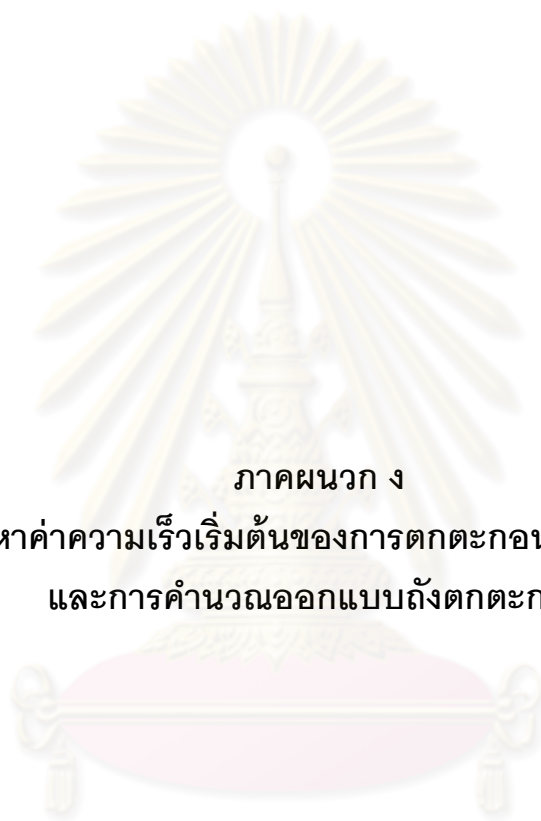 ภาคผนวก ง
หาค่าความเร็วเริ่มต้นของการตกตะกอน
และการคำนวณออกแบบถังตกตะก